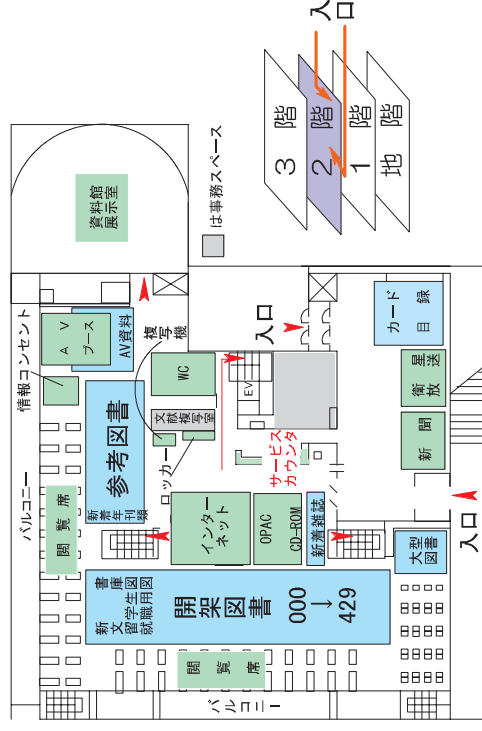 バルコニー
情報コンセント
AV
ブース
AV資料
複写機
資料館
展示室
は事務スペース
閲覧席
参考図書
新着年刊類
ロッカー
文献複写室
WC
EV
入口
サービス
カウンタ
インター
ネット
OPAC
CD-ROM
新着雑誌
新書
文庫
留学生図
就職用図
開架図書
000
↓
429
閲覧席
バルコニー
大型
図書
入口
新聞
衛星
放送
カード
目録
3階
2階
1階
地階
入口